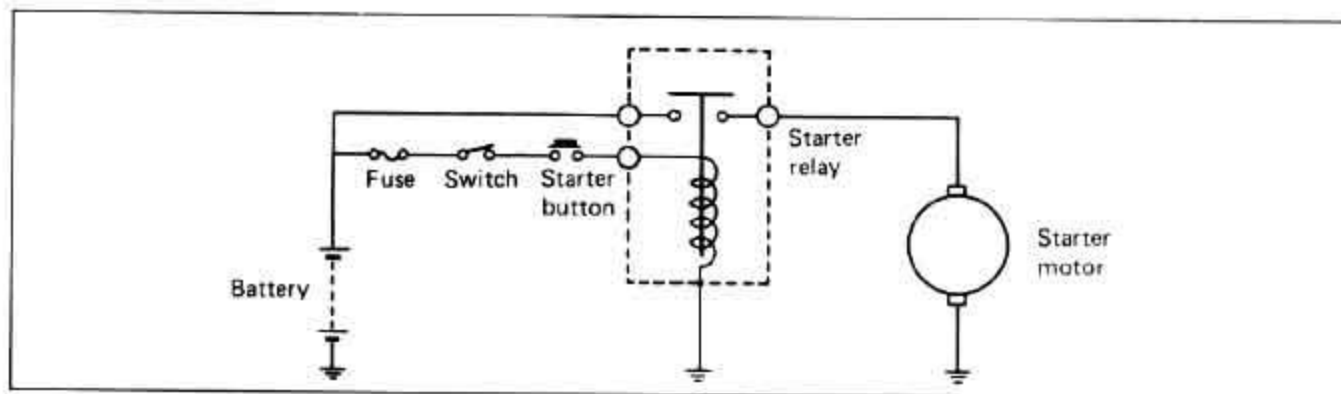 Starter
relay
Fuse
Switch
Starter
button
Starter
motor
Battery